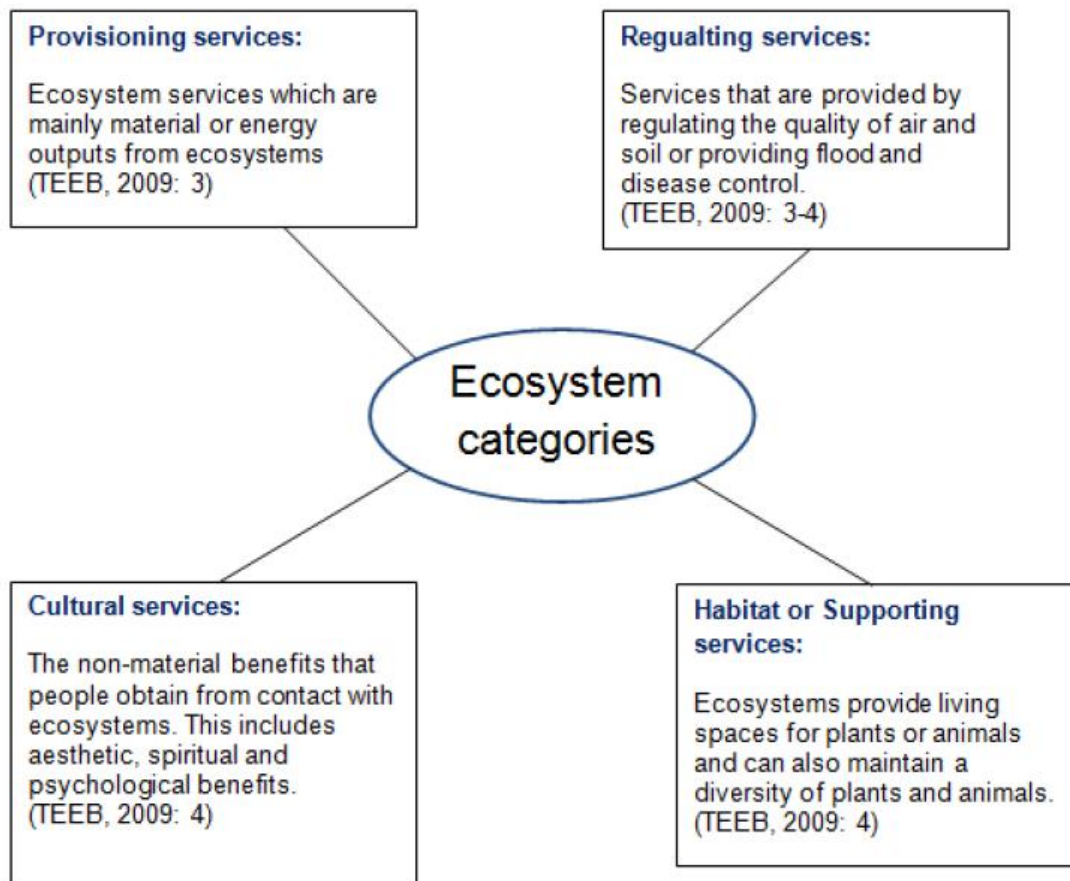 Provisioning services:
Ecosystem services which are
mainly material or energy
outputs from ecosystems
(TEEB, 2009: 3)
Regualting services:
Services that are provided by
regulating the quality of air and
soil or providing flood and
disease control.
(TEEB, 2009: 3-4)
Ecosystem
categories
Cultural services:
The non-material benefits that
people obtain from contact with
ecosystems. This includes
aesthetic, spiritual and
psychological benefits.
(TEEB, 2009: 4)
Habitat or Supporting
services:
Ecosystems provide living
spaces for plants or animals
and can also maintain a
diversity of plants and animals.
(TEEB, 2009: 4)